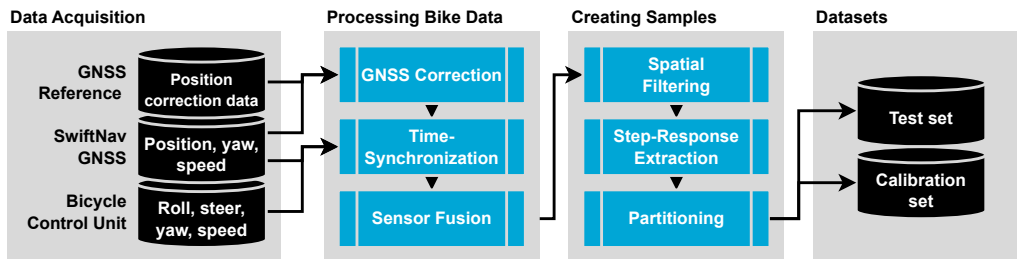 Data Acquisition
GNSS
Reference
Position
correction data
SwiftNav
GNSS
Position, yaw,
speed
Bicycle
Control Unit
Roll, steer,
yaw, speed
Processing Bike Data
GNSS Correction
Time-
Synchronization
Sensor Fusion
Creating Samples
Spatial
Filtering
Step-Response
Extraction
Partitioning
Datasets
Test set
Calibration
set